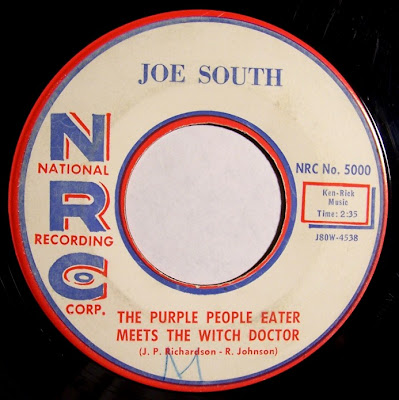 JOE SOUTH
NRC
NATIONAL
RECORDING
CORP.
NRC No. 5000
Ken-Rick
Music
Time: 2:35
J80W-4538
THE PURPLE PEOPLE EATER
MEETS THE WITCH DOCTOR
(J. P. Richardson - R. Johnson)
M